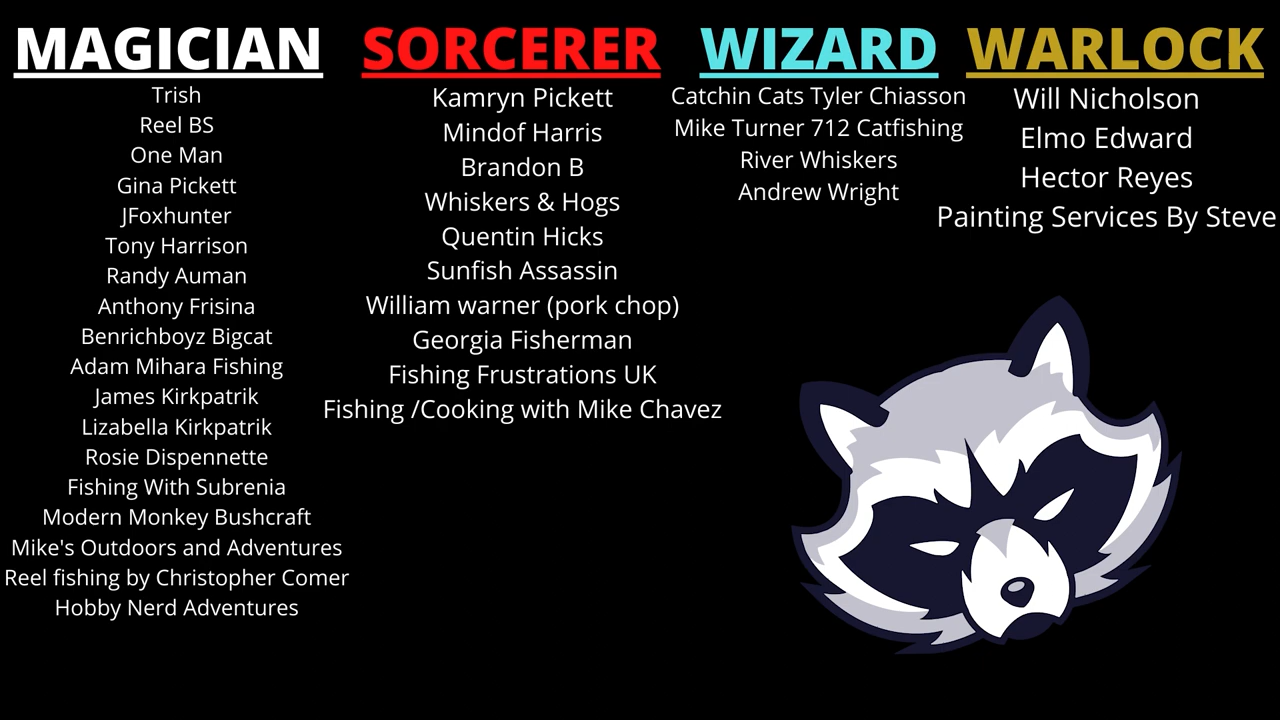 MAGICIAN
Trish
Reel BS
One Man
Gina Pickett
JFoxhunter
Tony Harrison
Randy Auman
Anthony Frisina
Benrichboyz Bigcat
Adam Mihara Fishing
James Kirkpatrik
Lizabella Kirkpatrik
Rosie Dispennette
Fishing With Subrenia
Modern Monkey Bushcraft
Mike's Outdoors and Adventures
Reel fishing by Christopher Comer
Hobby Nerd Adventures
SORCERER
Kamryn Pickett
Mindof Harris
Brandon B
Whiskers & Hogs
Quentin Hicks
Sunfish Assassin
William warner (pork chop)
Georgia Fisherman
Fishing Frustrations UK
Fishing /Cooking with Mike Chavez
WIZARD
Catchin Cats Tyler Chiasson
Mike Turner 712 Catfishing
River Whiskers
Andrew Wright
WARLOCK
Will Nicholson
Elmo Edward
Hector Reyes
Painting Services By Steve